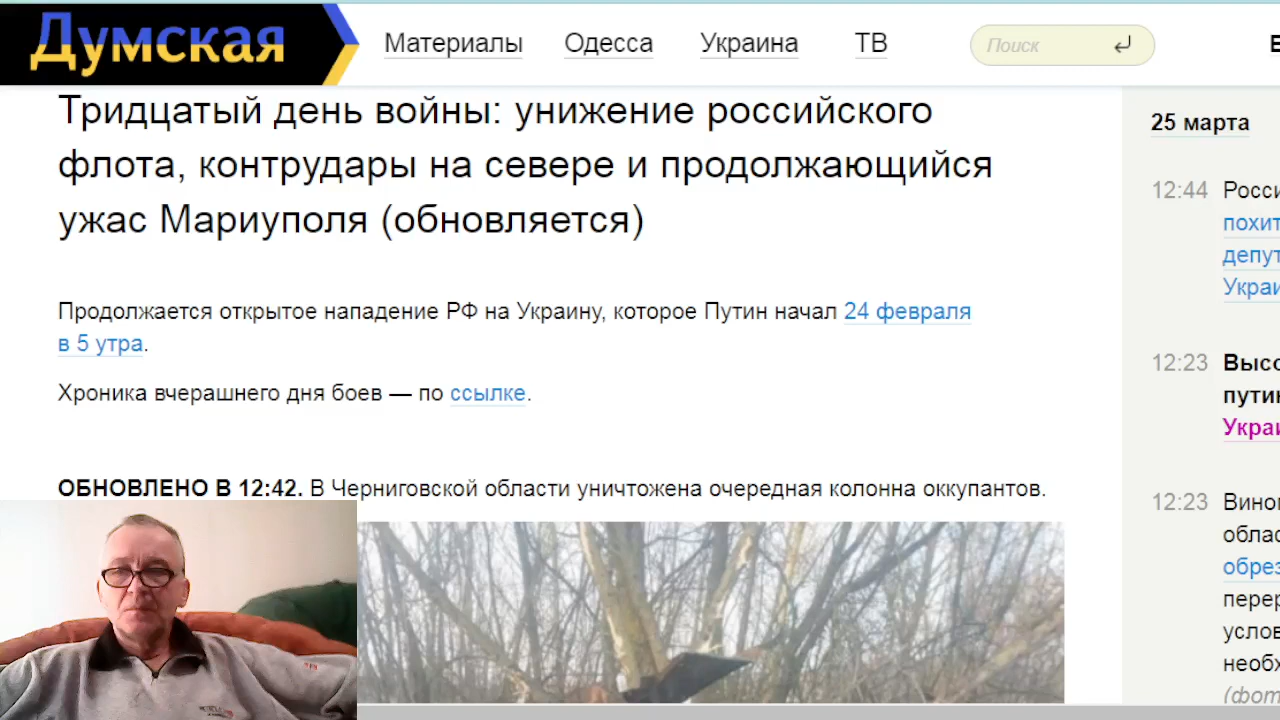 Думская
Материалы Одесса Украина ТВ Поиск
Тридцатый день войны: унижение российского
флота, контрудары на севере и продолжающийся
ужас Мариуполя (обновляется)
Продолжается открытое нападение РФ на Украину, которое Путин начал 24 февраля
в 5 утра.
Хроника вчерашнего дня боев — по ссылке.
ОБНОВЛЕНО В 12:42. В Черниговской области уничтожена очередная колонна оккупантов.
25 марта
12:44
12:23
12:23